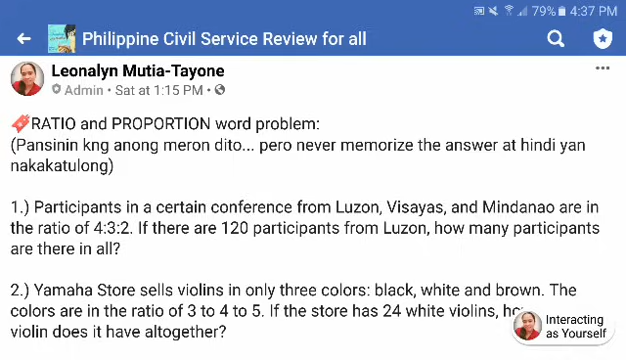 79% 4:37 PM
Philippine Civil Service Review for all
Leonalyn Mutia-Tayone
Admin • Sat at 1:15 PM •
RATIO and PROPORTION word problem:
(Pansinin kng anong meron dito... pero never memorize the answer at hindi yan
nakakatulong)
1.) Participants in a certain conference from Luzon, Visayas, and Mindanao are in
the ratio of 4:3:2. If there are 120 participants from Luzon, how many participants
are there in all?
2.) Yamaha Store sells violins in only three colors: black, white and brown. The
colors are in the ratio of 3 to 4 to 5. If the store has 24 white violins,
violin does it have altogether?
Interacting
as Yourself